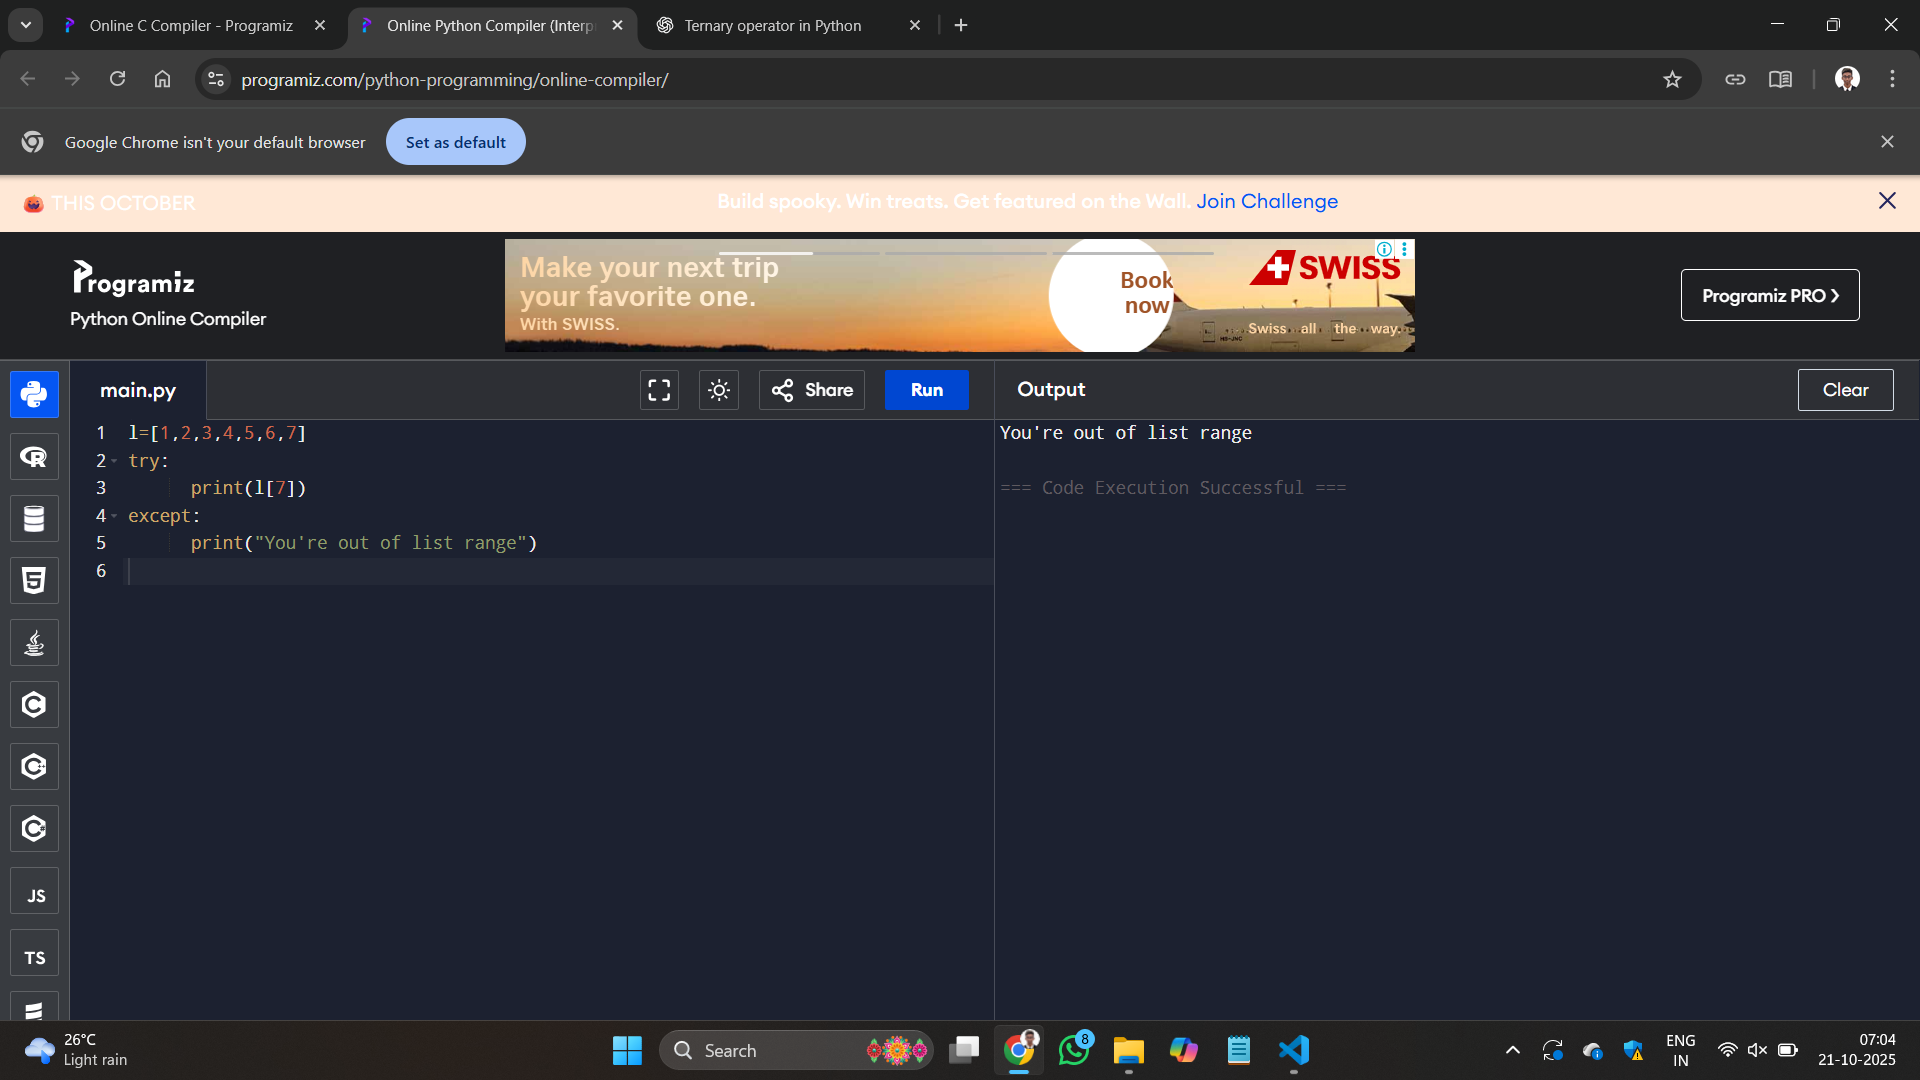 Online C Compiler - Programiz
Online Python Compiler (Interp
Ternary operator in Python
programiz.com/python-programming/online-compiler/
Google Chrome isn't your default browser
Set as default
THIS OCTOBER
Build spooky. Win treats. Get featured on the Wall. Join Challenge
Programiz
Python Online Compiler
Make your next trip
your favorite one.
With SWISS.
Book
now
SWISS
Swiss all the way.
Programiz PRO
main.py
Share
Run
Output
Clear
1 l=[1,2,3,4,5,6,7]
2 try:
3 print(l[7])
4 except:
5 print("You're out of list range")
6
You're out of list range
=== Code Execution Successful ===
JS
TS
26°C
Light rain
Search
8
ENG
IN
07:04
21-10-2025